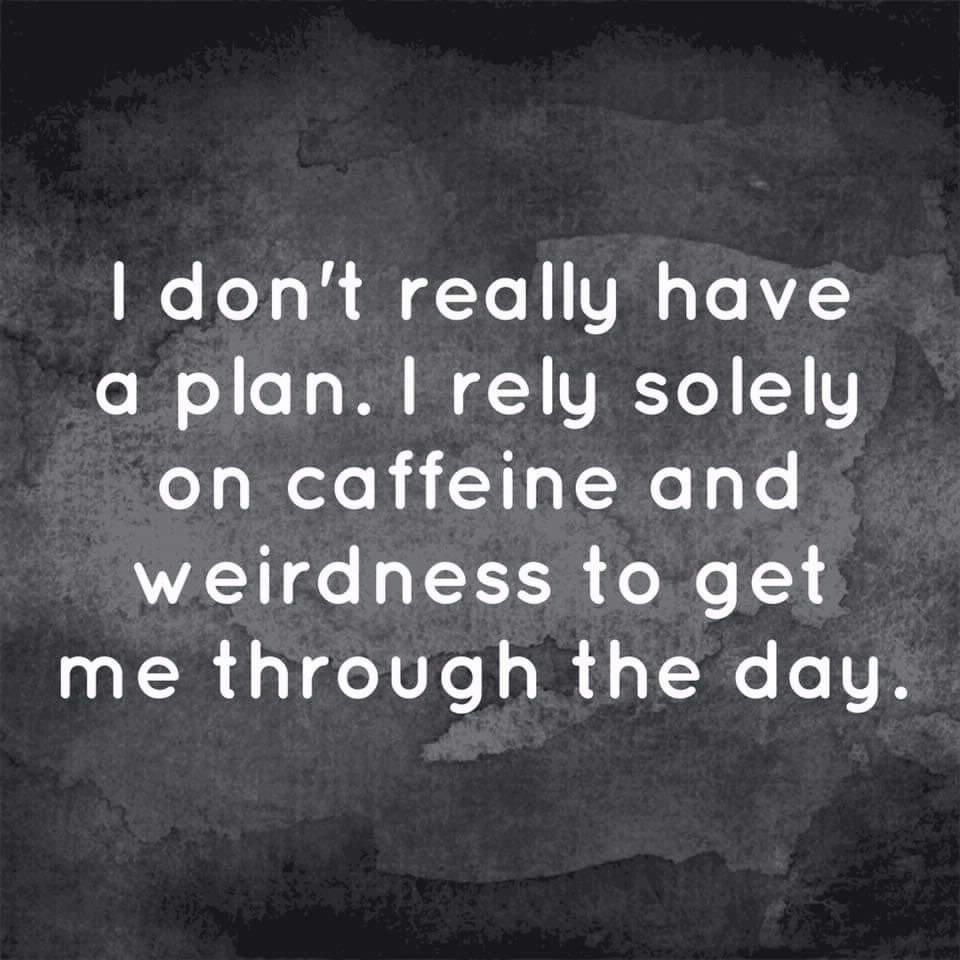 I don't really have
a plan. I rely solely
on caffeine and
weirdness to get
me through the day.